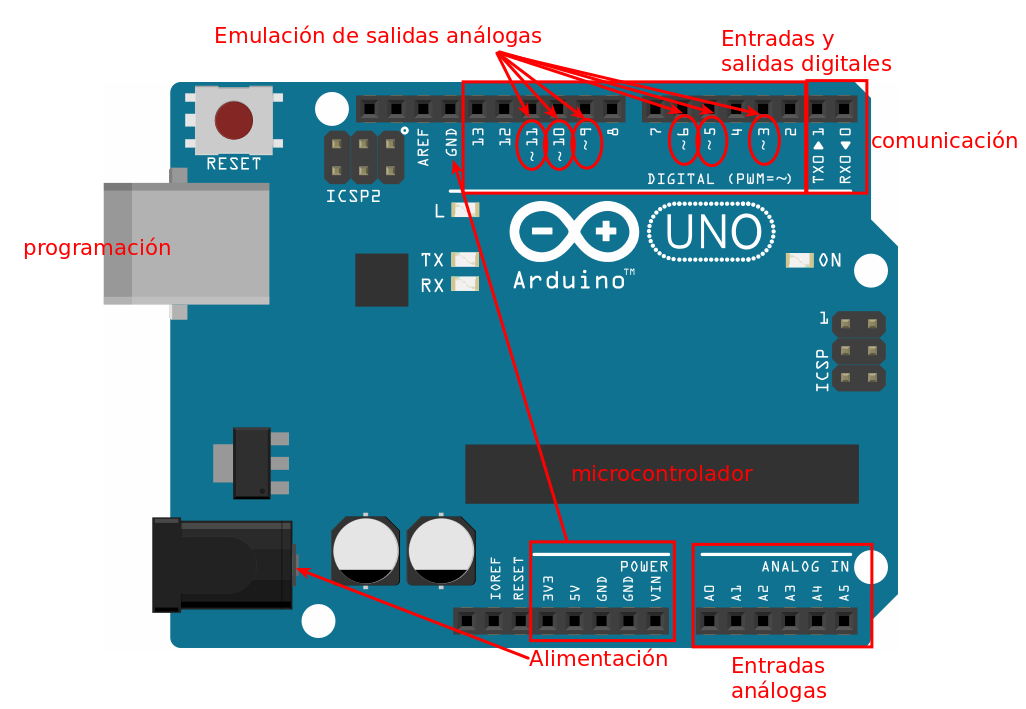 Emulación de salidas análogas
Entradas y
salidas digitales
RESET
ICSP2
AREF
GND
13
12
~11
~10
~9
8
7
~6
~5
4
~3
2
TX0 ▶ 1
RX0 ◀ 0
comunicación
DIGITAL (PWM=~)
L
programación
TX
RX
UNO
Arduino™
ON
1
ICSP
microcontrolador
POWER
ANALOG IN
IOREF
RESET
3V3
5V
GND
GND
VIN
A0
A1
A2
A3
A4
A5
Alimentación
Entradas
análogas